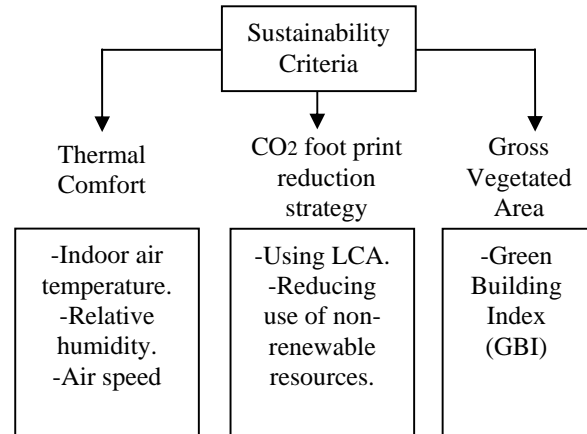 Sustainability
Criteria
Thermal
Comfort
CO2 foot print
reduction
strategy
Gross
Vegetated
Area
-Indoor air
temperature.
-Relative
humidity.
-Air speed
-Using LCA.
-Reducing
use of non-
renewable
resources.
-Green
Building
Index
(GBI)